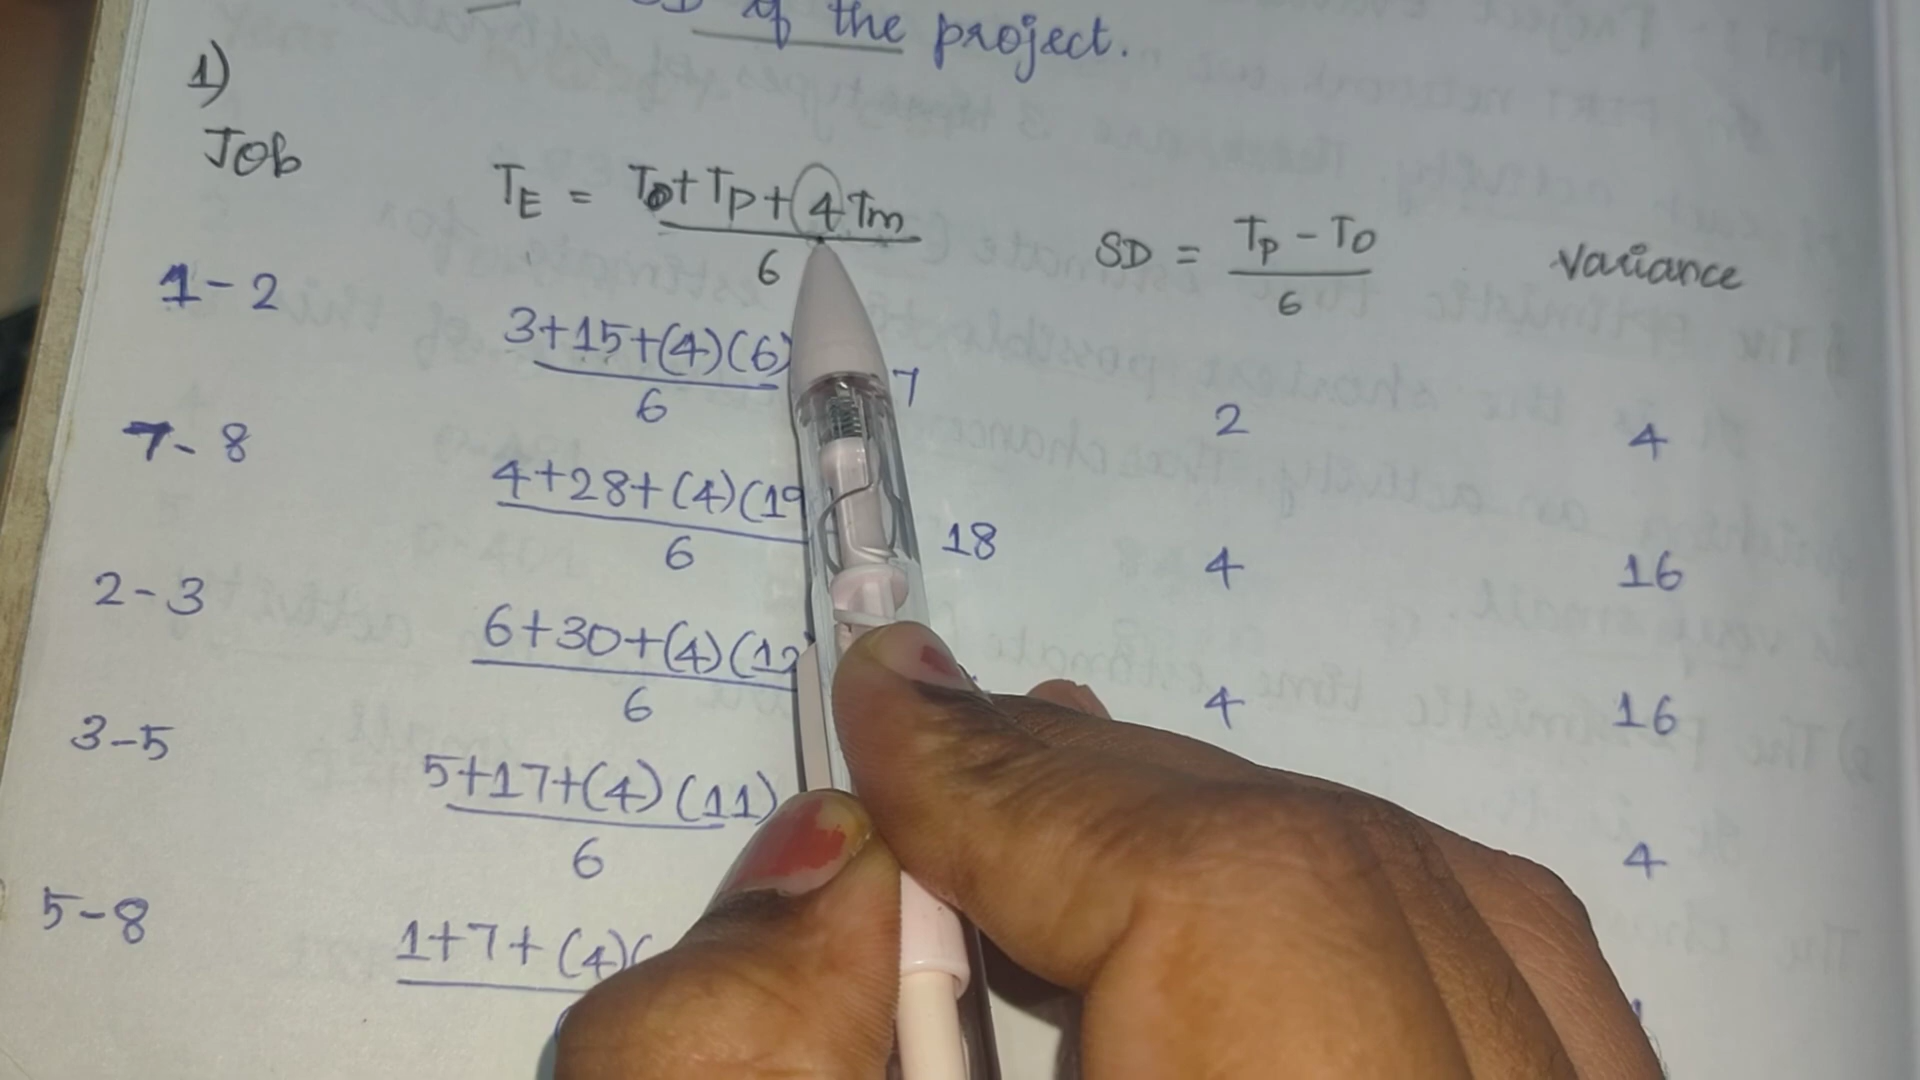 of the project.
1)
Job
TE = TO + TP + 4Tm / 6
SD = TP - TO / 6
Variance
1 - 2
3+15+(4)(6) / 6
7
2
4
7 - 8
4+28+(4)(19 / 6
18
4
16
2 - 3
6+30+(4)(12 / 6
4
16
3 - 5
5+17+(4)(11) / 6
4
5 - 8
1+7+(4)(